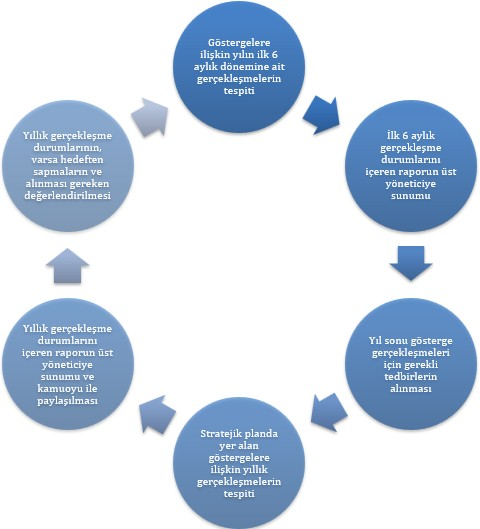 Göstergelere
ilişkin yılın ilk 6
aylık dönemine ait
gerçekleşmelerin
tespiti
İlk 6 aylık
gerçekleşme
durumlarını
içeren raporun üst
yöneticiye
sunumu
Yıl sonu gösterge
gerçekleşmeleri
için gerekli
tedbirlerin
alınması
Stratejik planda
yer alan
göstergelere
ilişkin yıllık
gerçekleşmelerin
tespiti
Yıllık gerçekleşme
durumlarını
içeren raporun üst
yöneticiye
sunumu ve
kamuoyu ile
paylaşılması
Yıllık gerçekleşme
durumlarının,
varsa hedeften
sapmaların ve
alınması gereken
değerlendirilmesi